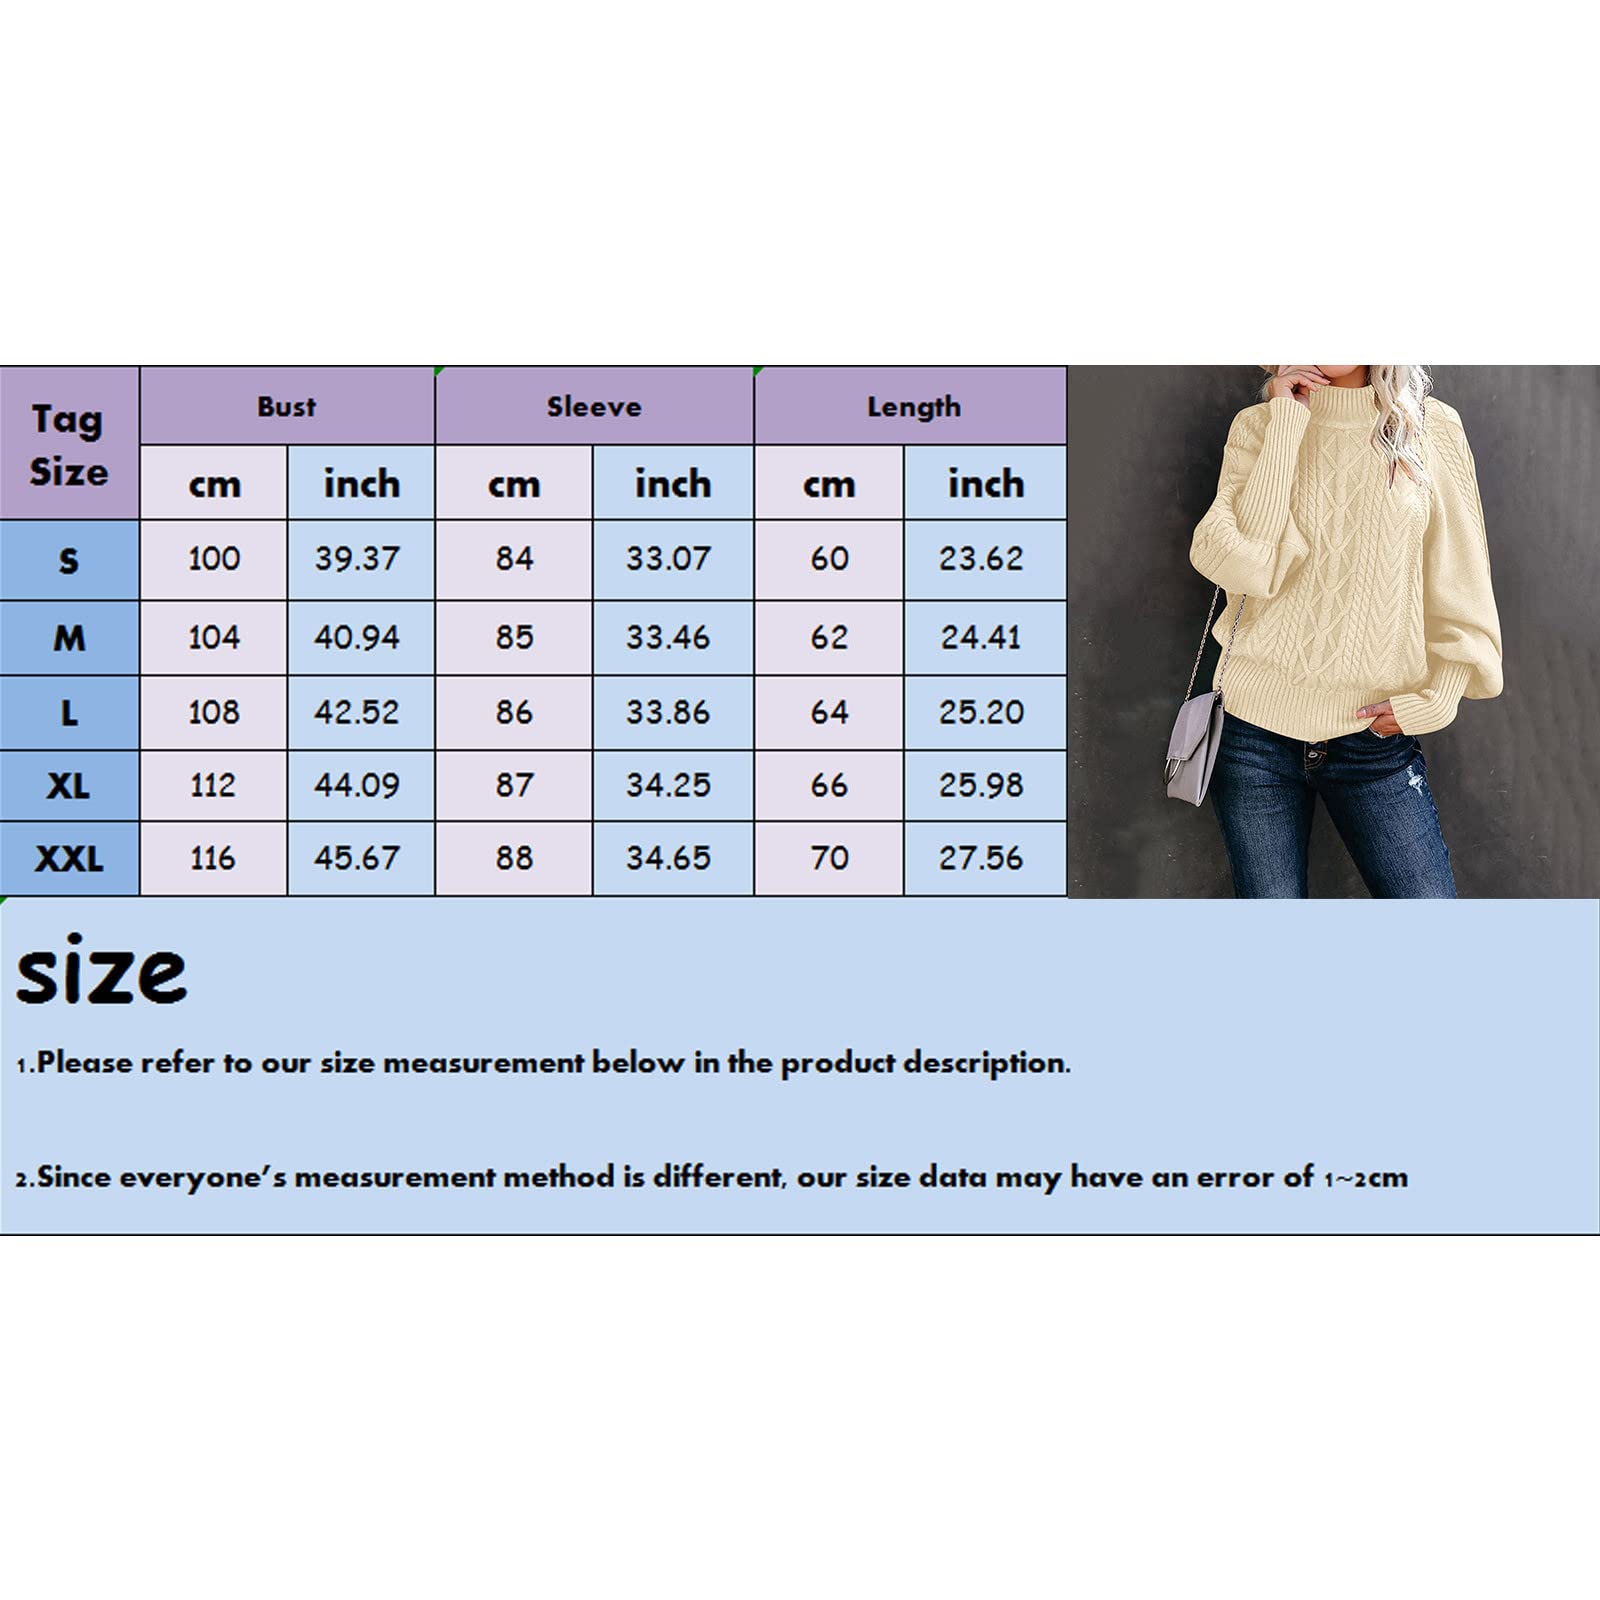 Tag Size Bust Sleeve Length
cm inch cm inch cm inch
S 100 39.37 84 33.07 60 23.62
M 104 40.94 85 33.46 62 24.41
L 108 42.52 86 33.86 64 25.20
XL 112 44.09 87 34.25 66 25.98
XXL 116 45.67 88 34.65 70 27.56
size
1.Please refer to our size measurement below in the product description.
2.Since everyone's measurement method is different, our size data may have an error of 1~2cm